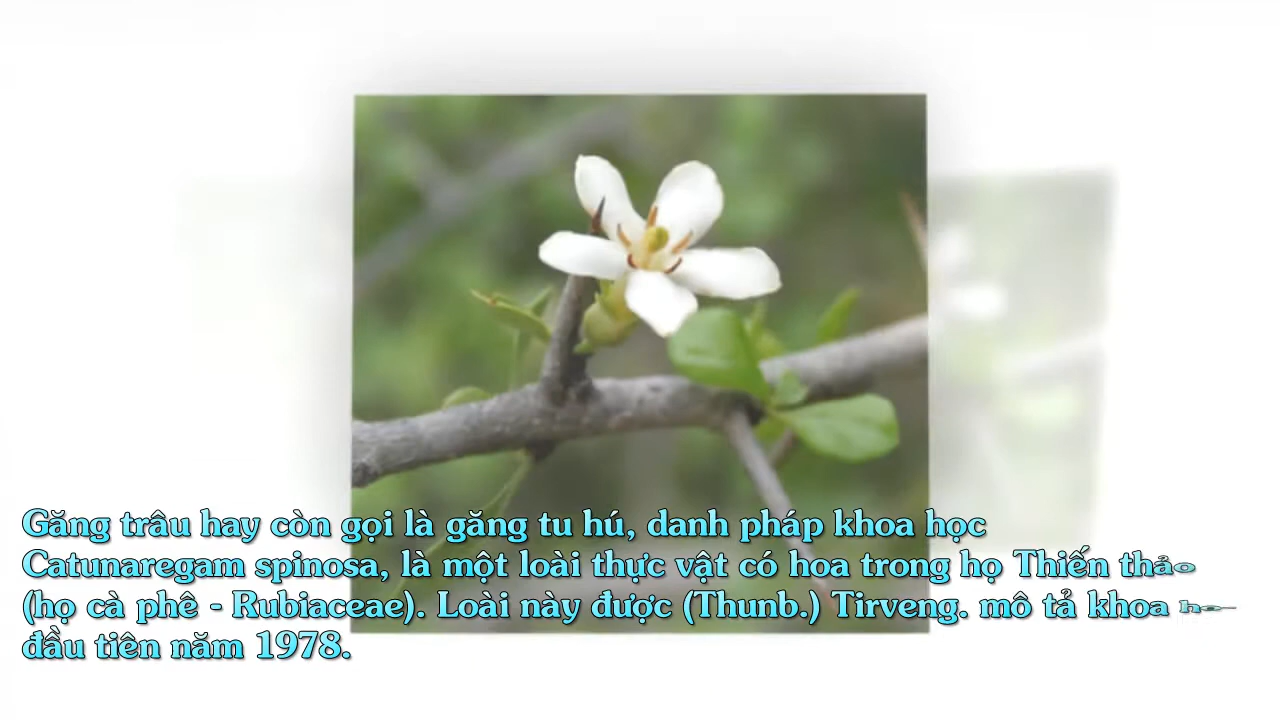 Găng trâu hay còn gọi là găng tu hú, danh pháp khoa học
Catunaregam spinosa, là một loài thực vật có hoa trong họ Thiến thảo
(họ cà phê - Rubiaceae). Loài này được (Thunb.) Tirveng. mô tả khoa
đầu tiên năm 1978.